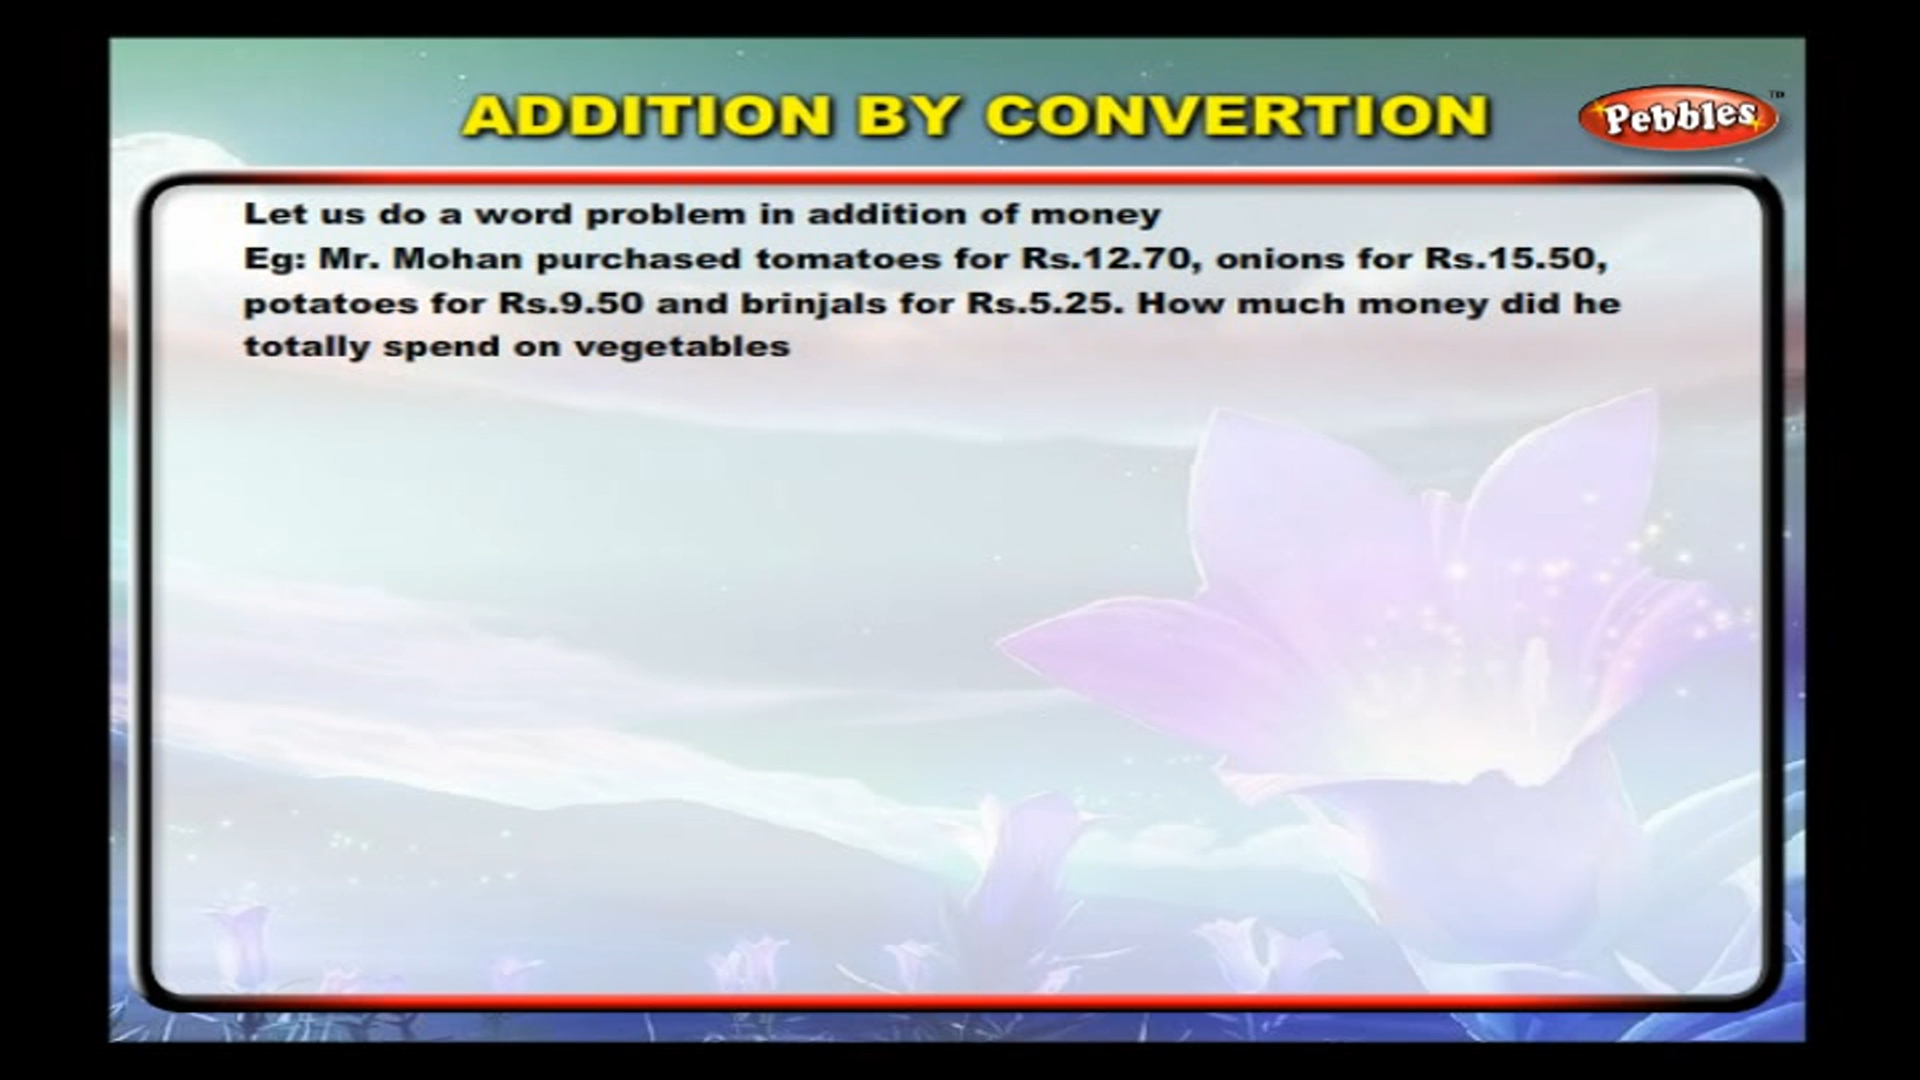 ADDITION BY CONVERTION
Pebbles™
Let us do a word problem in addition of money
Eg: Mr. Mohan purchased tomatoes for Rs.12.70, onions for Rs.15.50,
potatoes for Rs.9.50 and brinjals for Rs.5.25. How much money did he
totally spend on vegetables